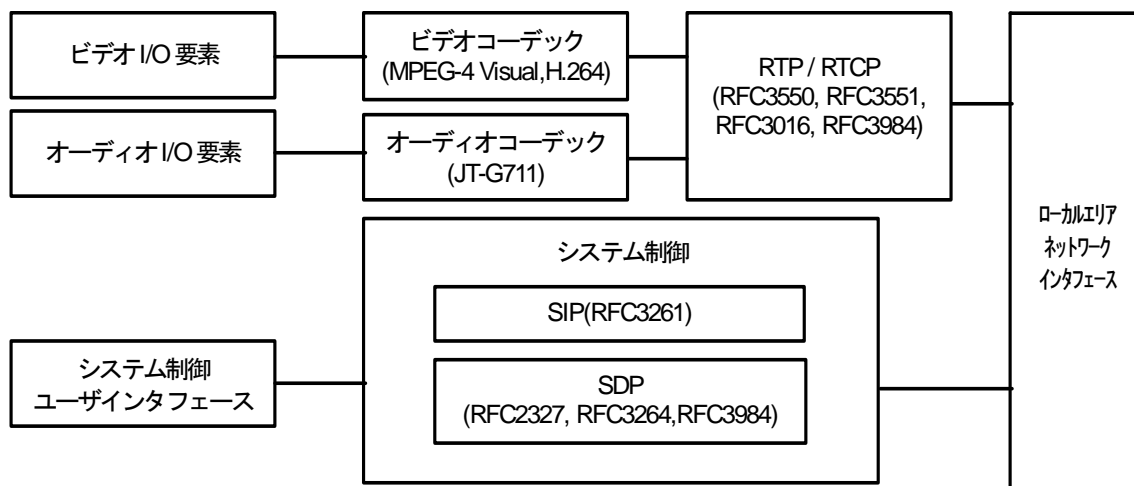 ビデオ I/O 要素
ビデオコーデック
(MPEG-4 Visual,H.264)
RTP / RTCP
(RFC3550, RFC3551,
RFC3016, RFC3984)
オーディオ I/O 要素
オーディオコーデック
(JT-G711)
ローカルエリア
ネットワーク
インタフェース
システム制御
SIP(RFC3261)
システム制御
ユーザインタフェース
SDP
(RFC2327, RFC3264,RFC3984)